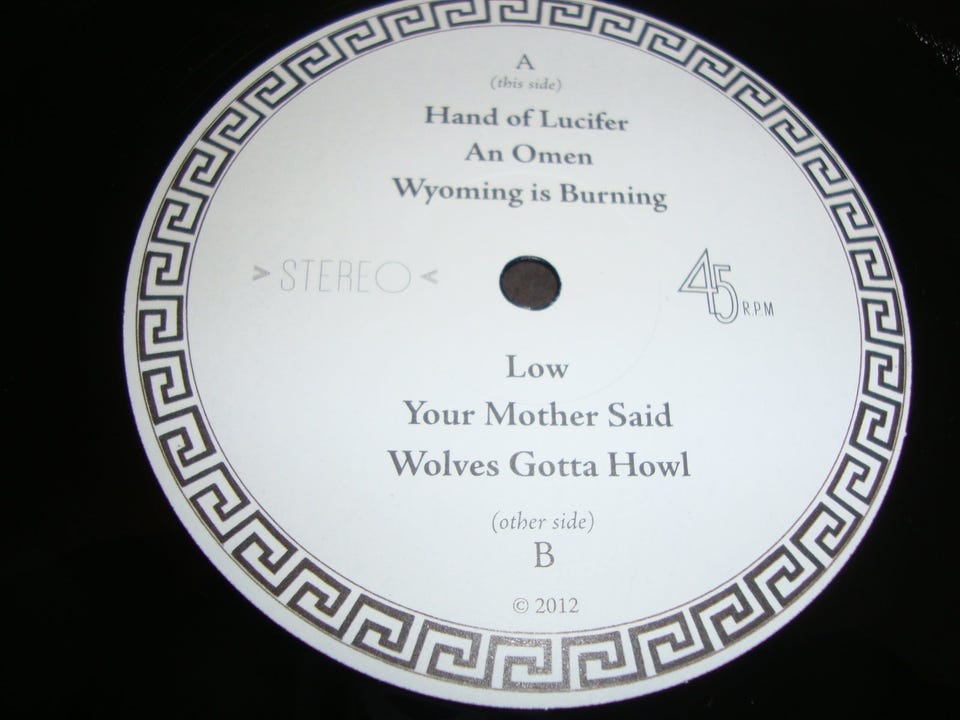 A
(this side)
Hand of Lucifer
An Omen
Wyoming is Burning
> STEREO <
45 R.P.M
Low
Your Mother Said
Wolves Gotta Howl
(other side)
B
© 2012